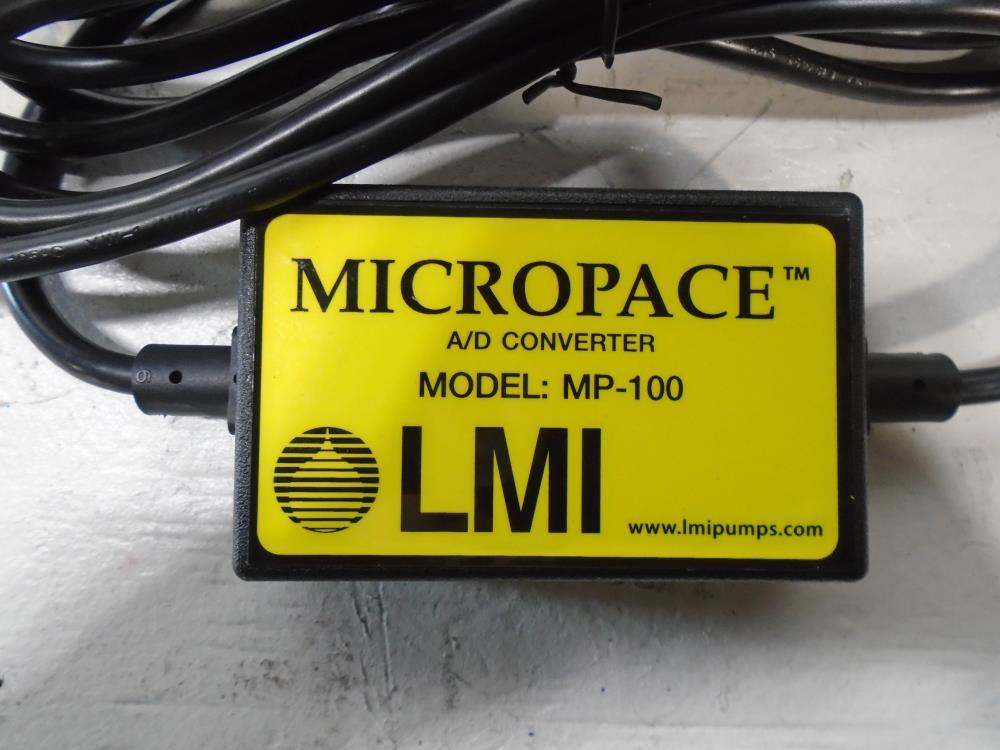 MICROPACE™
A/D CONVERTER
MODEL: MP-100
LMI
www.lmipumps.com